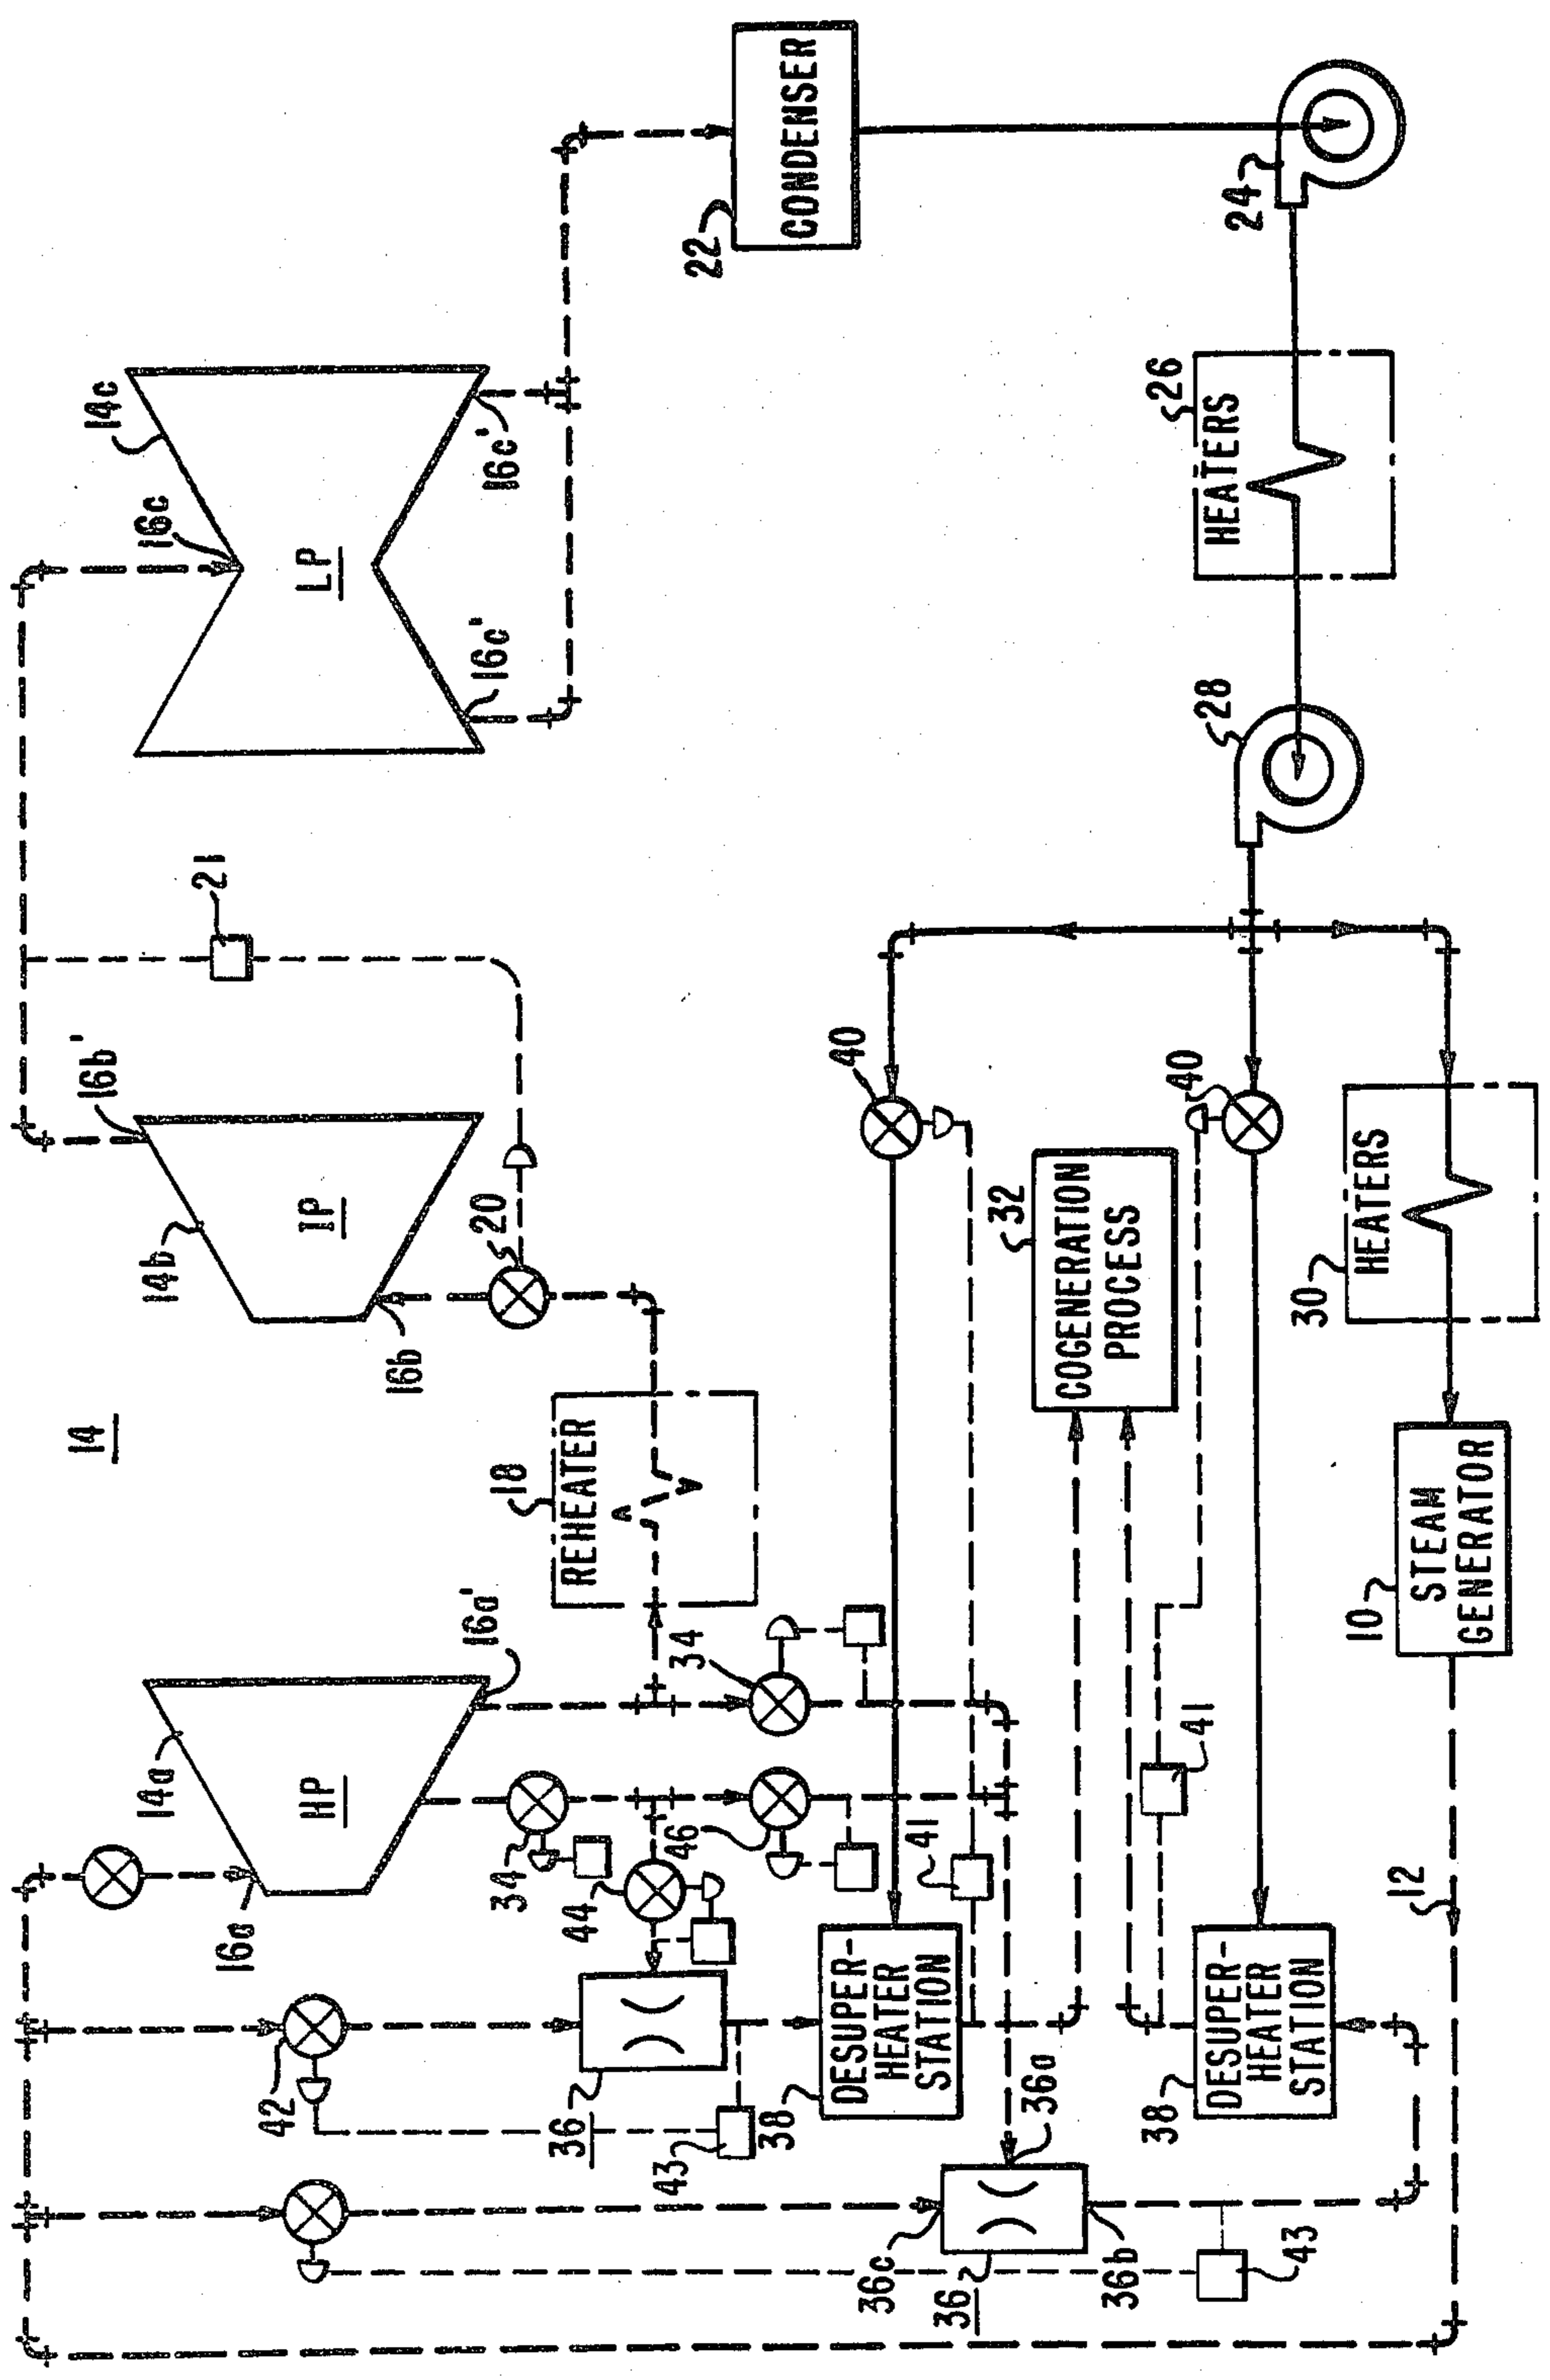 14
14a
HP
16a
16a'
14b
IP
16b
16b'
14c
LP
16c
16c'
16c'
21
20
18
REHEATER
22
CONDENSER
24
26
HEATERS
28
30
HEATERS
10
STEAM
GENERATOR
12
32
COGENERATION
PROCESS
34
34
44
46
42
36
43
38
DESUPER-
HEATER
STATION
41
40
40
41
38
DESUPER-
HEATER
STATION
36a
36b
36c
36
43